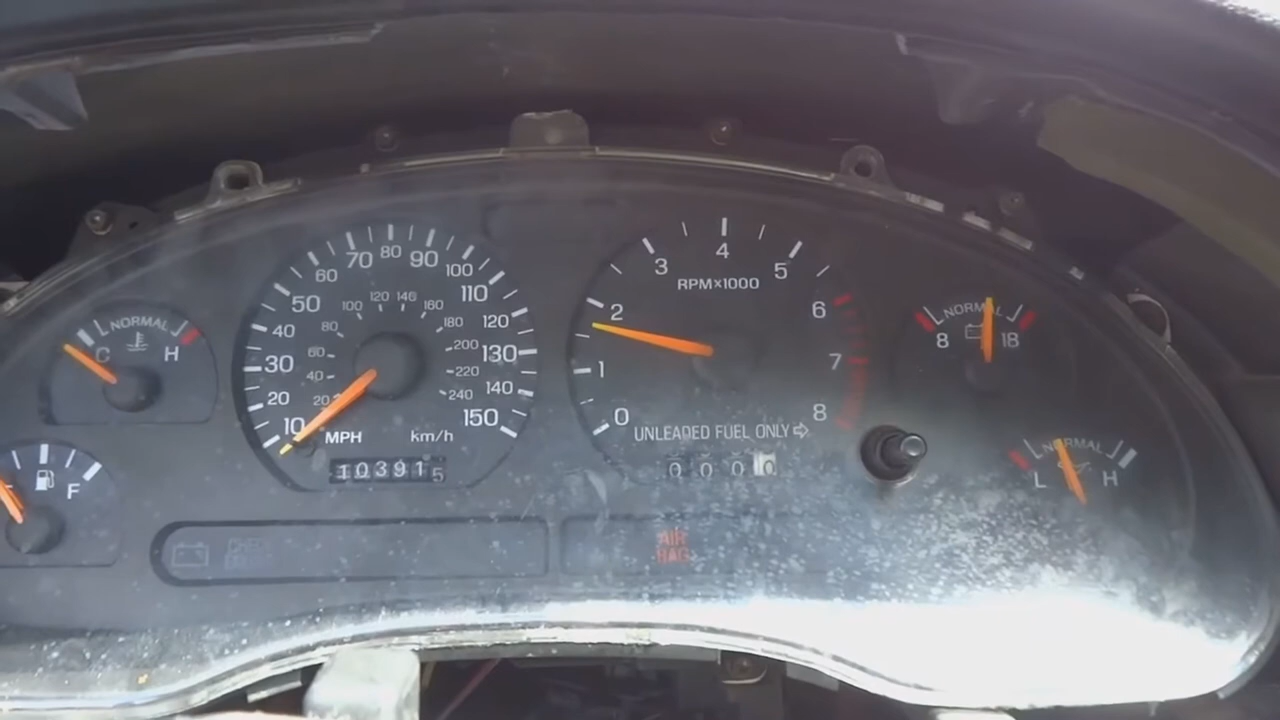 C NORMAL H
F
10 20 30 40 50 60 70 80 90 100 110 120 130 140 150
20 40 60 80 100 120 140 160 180 200 220 240
MPH km/h
103915
0 1 2 3 4 5 6 7 8
RPM×1000
UNLEADED FUEL ONLY
0000
8 NORMAL 18
L NORMAL H
AIR
BAG